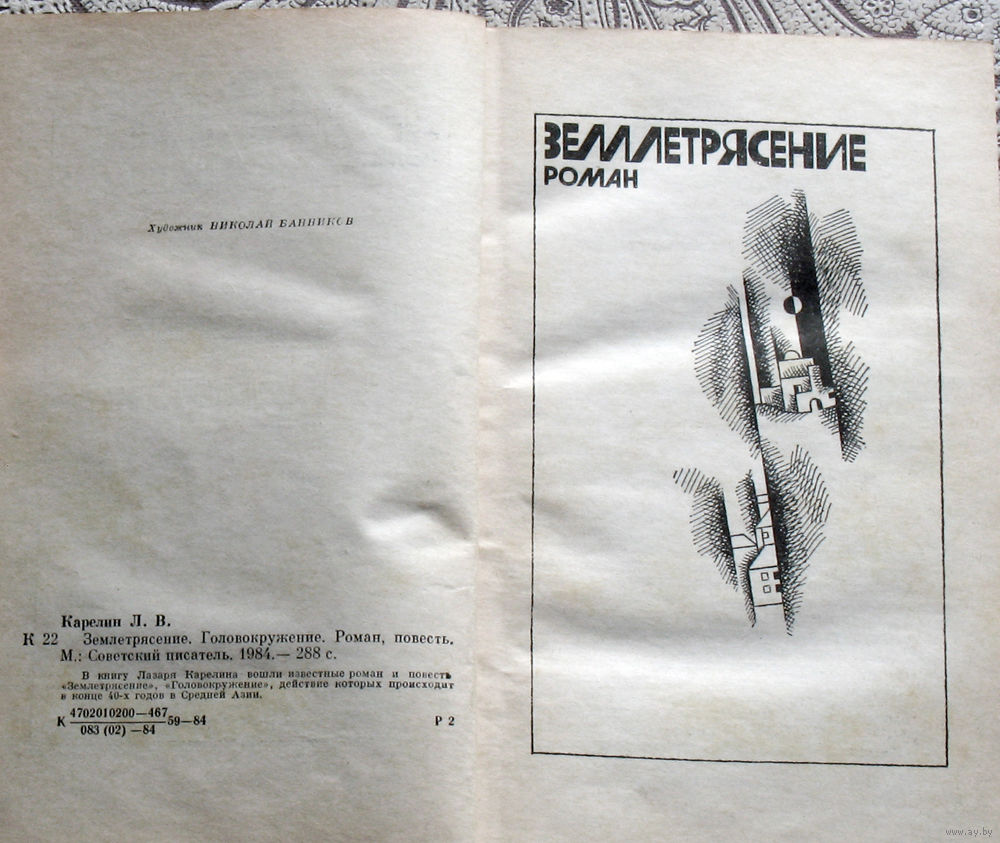 Художник НИКОЛАЙ БАННИКОВ
Карелин Л. В.
К 22 Землетрясение. Головокружение. Роман, повесть.
М.: Советский писатель, 1984.— 288 с.
В книгу Лазаря Карелина вошли известные роман и повесть
«Землетрясение», «Головокружение», действие которых происходит
в конце 40-х годов в Средней Азии.
К 4702010200—467 59—84 Р 2
083 (02) —84
ЗЕМЛЕТРЯСЕНИЕ
РОМАН
www.ay.by